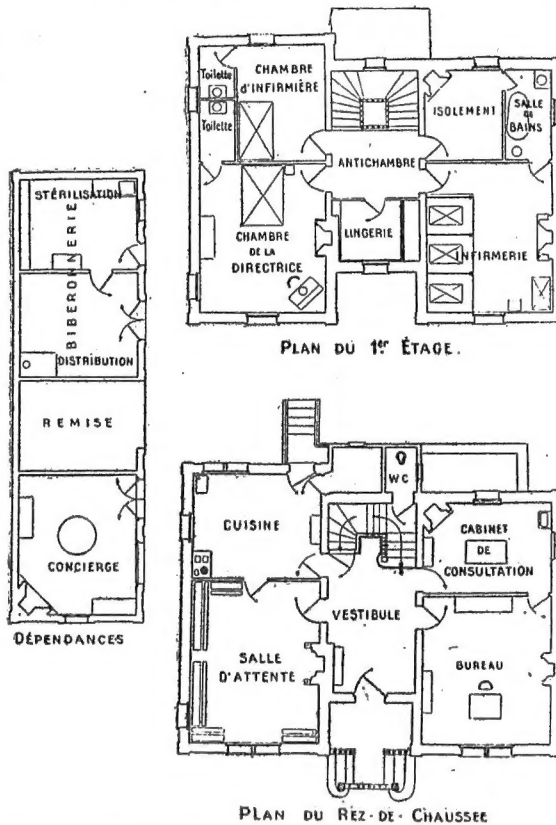 Toilette
Toilette
CHAMBRE
D'INFIRMIÈRE
ISOLEMENT
SALLE
DE
BAINS
ANTICHAMBRE
LINGERIE
CHAMBRE
DE LA
DIRECTRICE
INFIRMERIE
PLAN DU 1er ÉTAGE.
STÉRILISATION
BIBERONNERIE
DISTRIBUTION
REMISE
CONCIERGE
DÉPENDANCES
WC
CUISINE
CABINET
DE
CONSULTATION
VESTIBULE
SALLE
D'ATTENTE
BUREAU
PLAN DU REZ-DE-CHAUSSEE